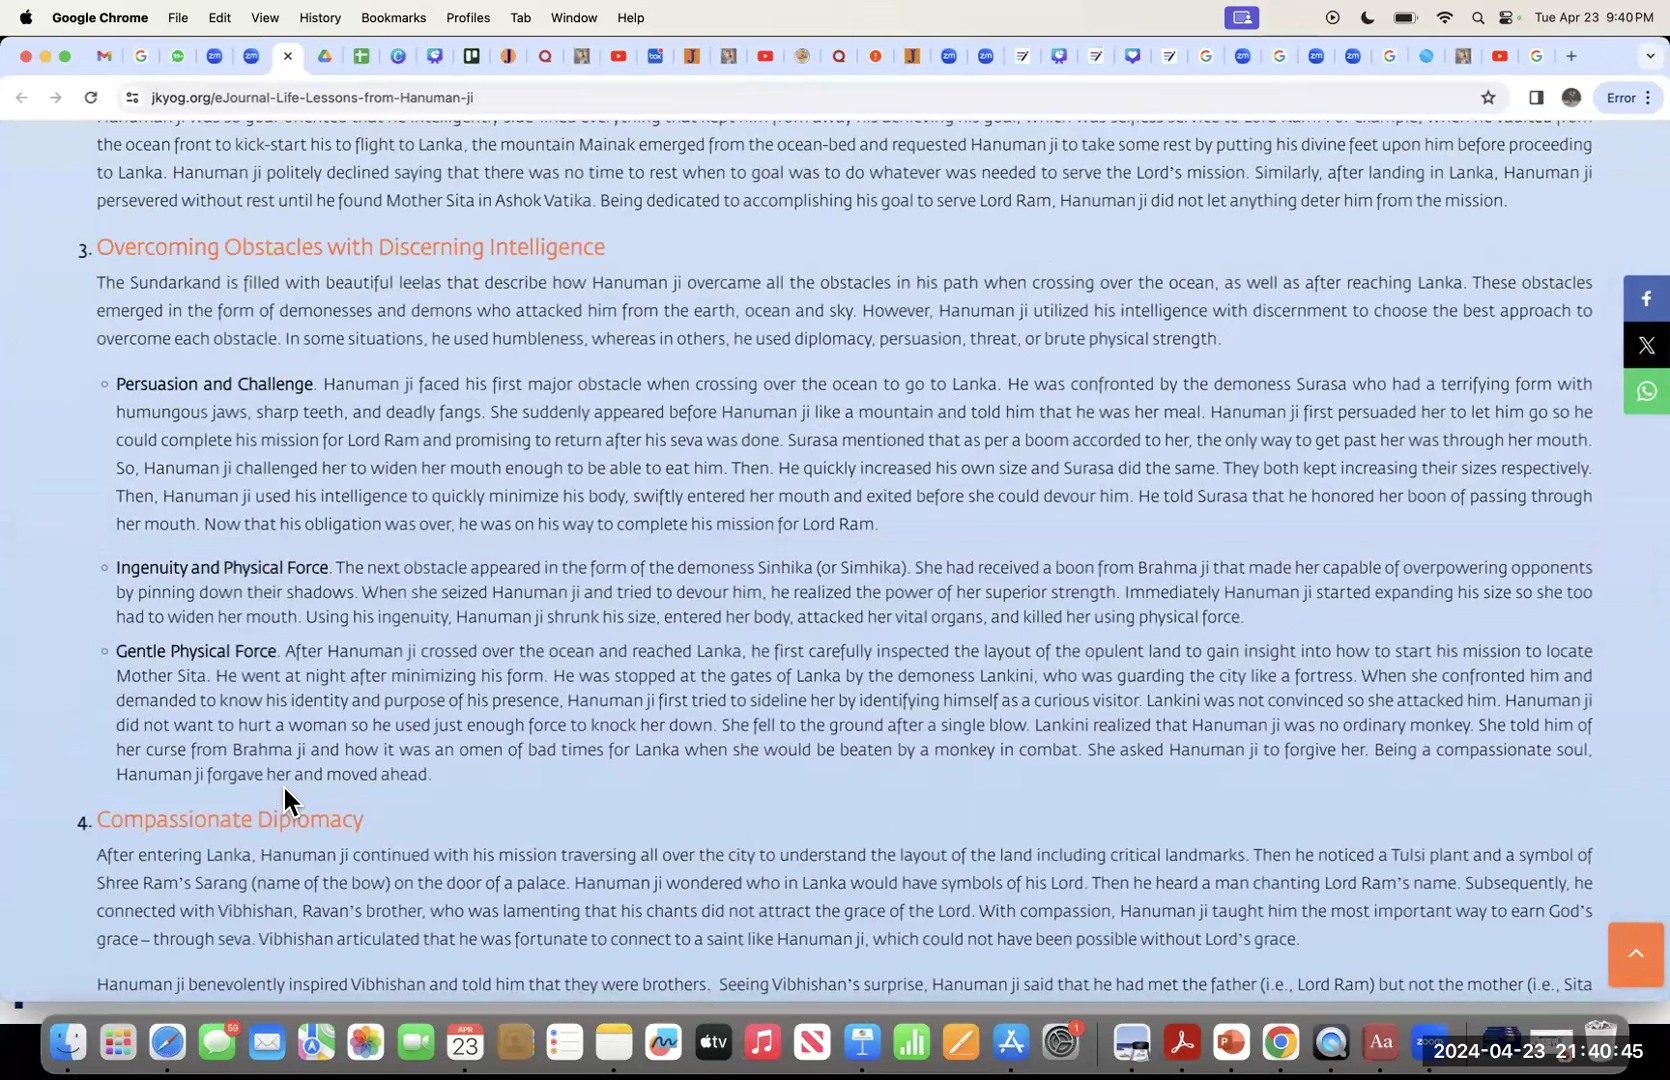 Google Chrome File Edit View History Bookmarks Profiles Tab Window Help Tue Apr 23 9:40 PM
jkyog.org/eJournal-Life-Lessons-from-Hanuman-ji Error
the ocean front to kick-start his to flight to Lanka, the mountain Mainak emerged from the ocean-bed and requested Hanuman ji to take some rest by putting his divine feet upon him before proceeding
to Lanka. Hanuman ji politely declined saying that there was no time to rest when to goal was to do whatever was needed to serve the Lord's mission. Similarly, after landing in Lanka, Hanuman ji
persevered without rest until he found Mother Sita in Ashok Vatika. Being dedicated to accomplishing his goal to serve Lord Ram, Hanuman ji did not let anything deter him from the mission.
3. Overcoming Obstacles with Discerning Intelligence
The Sundarkand is filled with beautiful leelas that describe how Hanuman ji overcame all the obstacles in his path when crossing over the ocean, as well as after reaching Lanka. These obstacles
emerged in the form of demonesses and demons who attacked him from the earth, ocean and sky. However, Hanuman ji utilized his intelligence with discernment to choose the best approach to
overcome each obstacle. In some situations, he used humbleness, whereas in others, he used diplomacy, persuasion, threat, or brute physical strength.
Persuasion and Challenge. Hanuman ji faced his first major obstacle when crossing over the ocean to go to Lanka. He was confronted by the demoness Surasa who had a terrifying form with
humungous jaws, sharp teeth, and deadly fangs. She suddenly appeared before Hanuman ji like a mountain and told him that he was her meal. Hanuman ji first persuaded her to let him go so he
could complete his mission for Lord Ram and promising to return after his seva was done. Surasa mentioned that as per a boom accorded to her, the only way to get past her was through her mouth.
So, Hanuman ji challenged her to widen her mouth enough to be able to eat him. Then. He quickly increased his own size and Surasa did the same. They both kept increasing their sizes respectively.
Then, Hanuman ji used his intelligence to quickly minimize his body, swiftly entered her mouth and exited before she could devour him. He told Surasa that he honored her boon of passing through
her mouth. Now that his obligation was over, he was on his way to complete his mission for Lord Ram.
Ingenuity and Physical Force. The next obstacle appeared in the form of the demoness Sinhika (or Simhika). She had received a boon from Brahma ji that made her capable of overpowering opponents
by pinning down their shadows. When she seized Hanuman ji and tried to devour him, he realized the power of her superior strength. Immediately Hanuman ji started expanding his size so she too
had to widen her mouth. Using his ingenuity, Hanuman ji shrunk his size, entered her body, attacked her vital organs, and killed her using physical force.
Gentle Physical Force. After Hanuman ji crossed over the ocean and reached Lanka, he first carefully inspected the layout of the opulent land to gain insight into how to start his mission to locate
Mother Sita. He went at night after minimizing his form. He was stopped at the gates of Lanka by the demoness Lankini, who was guarding the city like a fortress. When she confronted him and
demanded to know his identity and purpose of his presence, Hanuman ji first tried to sideline her by identifying himself as a curious visitor. Lankini was not convinced so she attacked him. Hanuman ji
did not want to hurt a woman so he used just enough force to knock her down. She fell to the ground after a single blow. Lankini realized that Hanuman ji was no ordinary monkey. She told him of
her curse from Brahma ji and how it was an omen of bad times for Lanka when she would be beaten by a monkey in combat. She asked Hanuman ji to forgive her. Being a compassionate soul,
Hanuman ji forgave her and moved ahead.
4. Compassionate Diplomacy
After entering Lanka, Hanuman ji continued with his mission traversing all over the city to understand the layout of the land including critical landmarks. Then he noticed a Tulsi plant and a symbol of
Shree Ram's Sarang (name of the bow) on the door of a palace. Hanuman ji wondered who in Lanka would have symbols of his Lord. Then he heard a man chanting Lord Ram's name. Subsequently, he
connected with Vibhishan, Ravan's brother, who was lamenting that his chants did not attract the grace of the Lord. With compassion, Hanuman ji taught him the most important way to earn God's
grace – through seva. Vibhishan articulated that he was fortunate to connect to a saint like Hanuman ji, which could not have been possible without Lord's grace.
Hanuman ji benevolently inspired Vibhishan and told him that they were brothers. Seeing Vibhishan's surprise, Hanuman ji said that he had met the father (i.e., Lord Ram) but not the mother (i.e., Sita
59 APR 23 tv 1 Aa zoom
2024-04-23 21:40:45